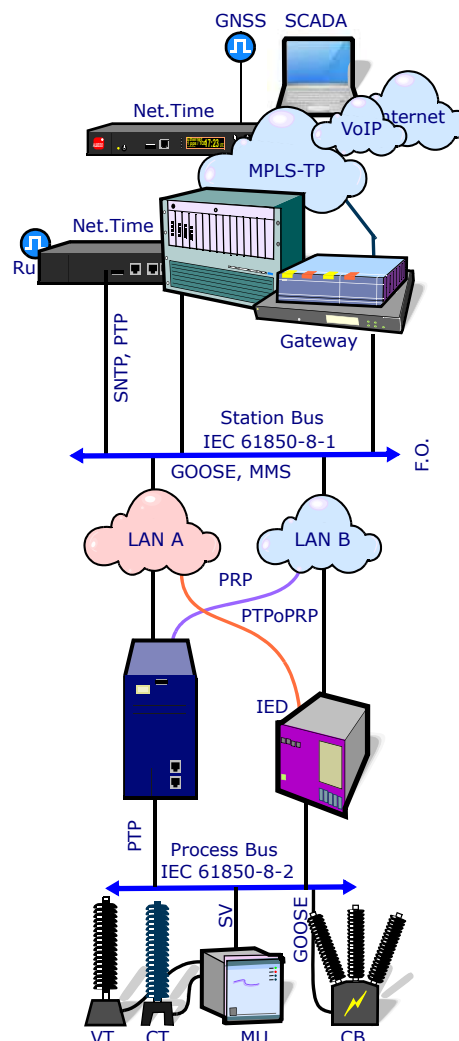 GNSS
SCADA
Net.Time
VoIP
Internet
MPLS-TP
Net.Time
Ru
Gateway
SNTP, PTP
Station Bus
IEC 61850-8-1
GOOSE, MMS
F.O.
LAN A
LAN B
PRP
PTPoPRP
IED
PTP
Process Bus
IEC 61850-8-2
SV
GOOSE
VT
CT
MU
CB